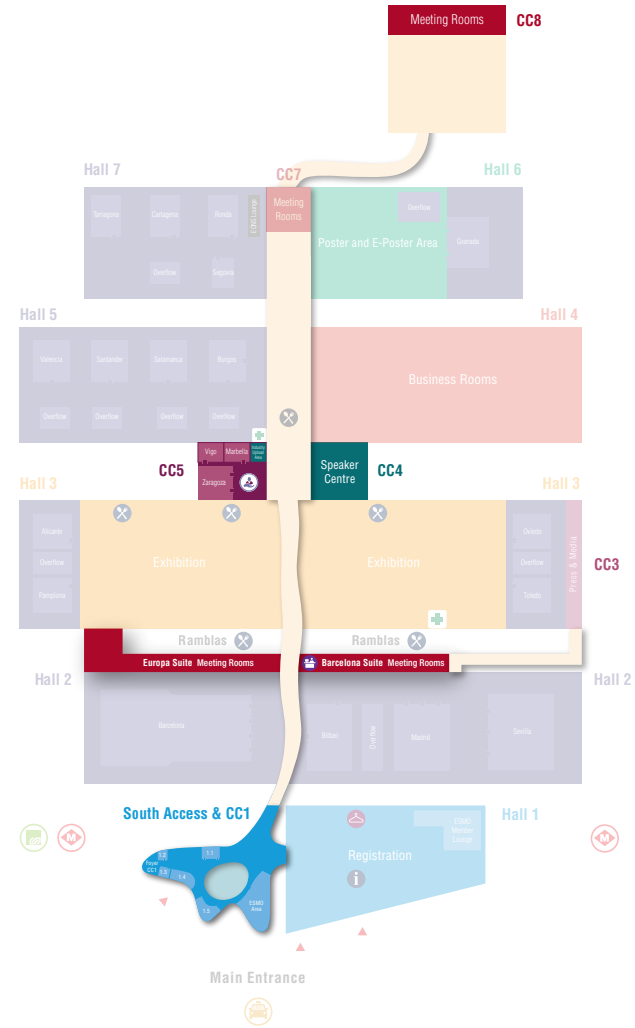 Meeting Rooms
CC8
Hall 7
CC7
Hall 6
Tarragona
Cartagena
Ronda
ECMS Lounge
Meeting
Rooms
Overflow
Poster and E-Poster Area
Granada
Overflow
Segovia
Hall 5
Hall 4
Valencia
Santander
Salamanca
Burgos
Business Rooms
Overflow
Overflow
Overflow
Overflow
CC5
Vigo
Marbella
Industry
Upload
Area
Zaragoza
Speaker
Centre
CC4
Hall 3
Hall 3
Alicante
Overflow
Pamplona
Exhibition
Exhibition
Oviedo
Overflow
Toledo
Press & Media
CC3
Ramblas
Ramblas
Europa Suite Meeting Rooms
Barcelona Suite Meeting Rooms
Hall 2
Hall 2
Barcelona
Bilbao
Overflow
Madrid
Sevilla
South Access & CC1
Hall 1
M
M
1.2
1.1
Foyer
CC1
1.3
1.4
1.5
ESMO
Area
Registration
ESMO
Member
Lounge
i
Main Entrance